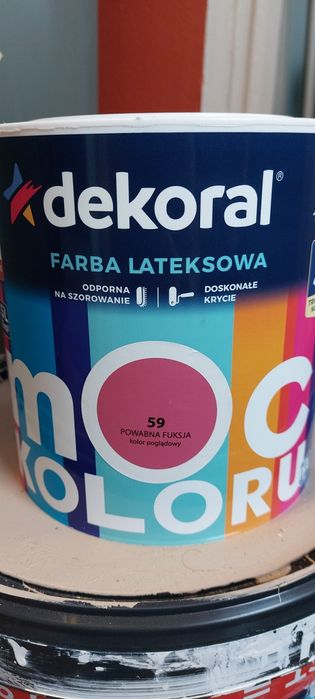 dekoral®
FARBA LATEKSOWA
ODPORNA
NA SZOROWANIE
DOSKONAŁE
KRYCIE
MOC
KOLORU
59
POWABNA FUKSJA
kolor poglądowy